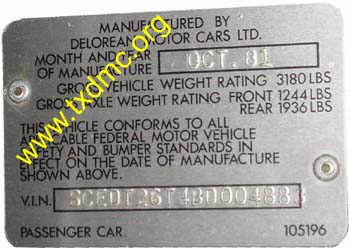 MANUFACTURED BY
DELOREAN MOTOR CARS LTD.
MONTH AND YEAR
OF MANUFACTURE OCT. 81
GROSS VEHICLE WEIGHT RATING 3180 LBS
GROSS AXLE WEIGHT RATING FRONT 1244 LBS
REAR 1936 LBS
THIS VEHICLE CONFORMS TO ALL
APPLICABLE FEDERAL MOTOR VEHICLE
SAFETY AND BUMPER STANDARDS IN
EFFECT ON THE DATE OF MANUFACTURE
SHOWN ABOVE.
V.I.N. SCEDT26T4BD004888
PASSENGER CAR. 105196
www.txdmc.org